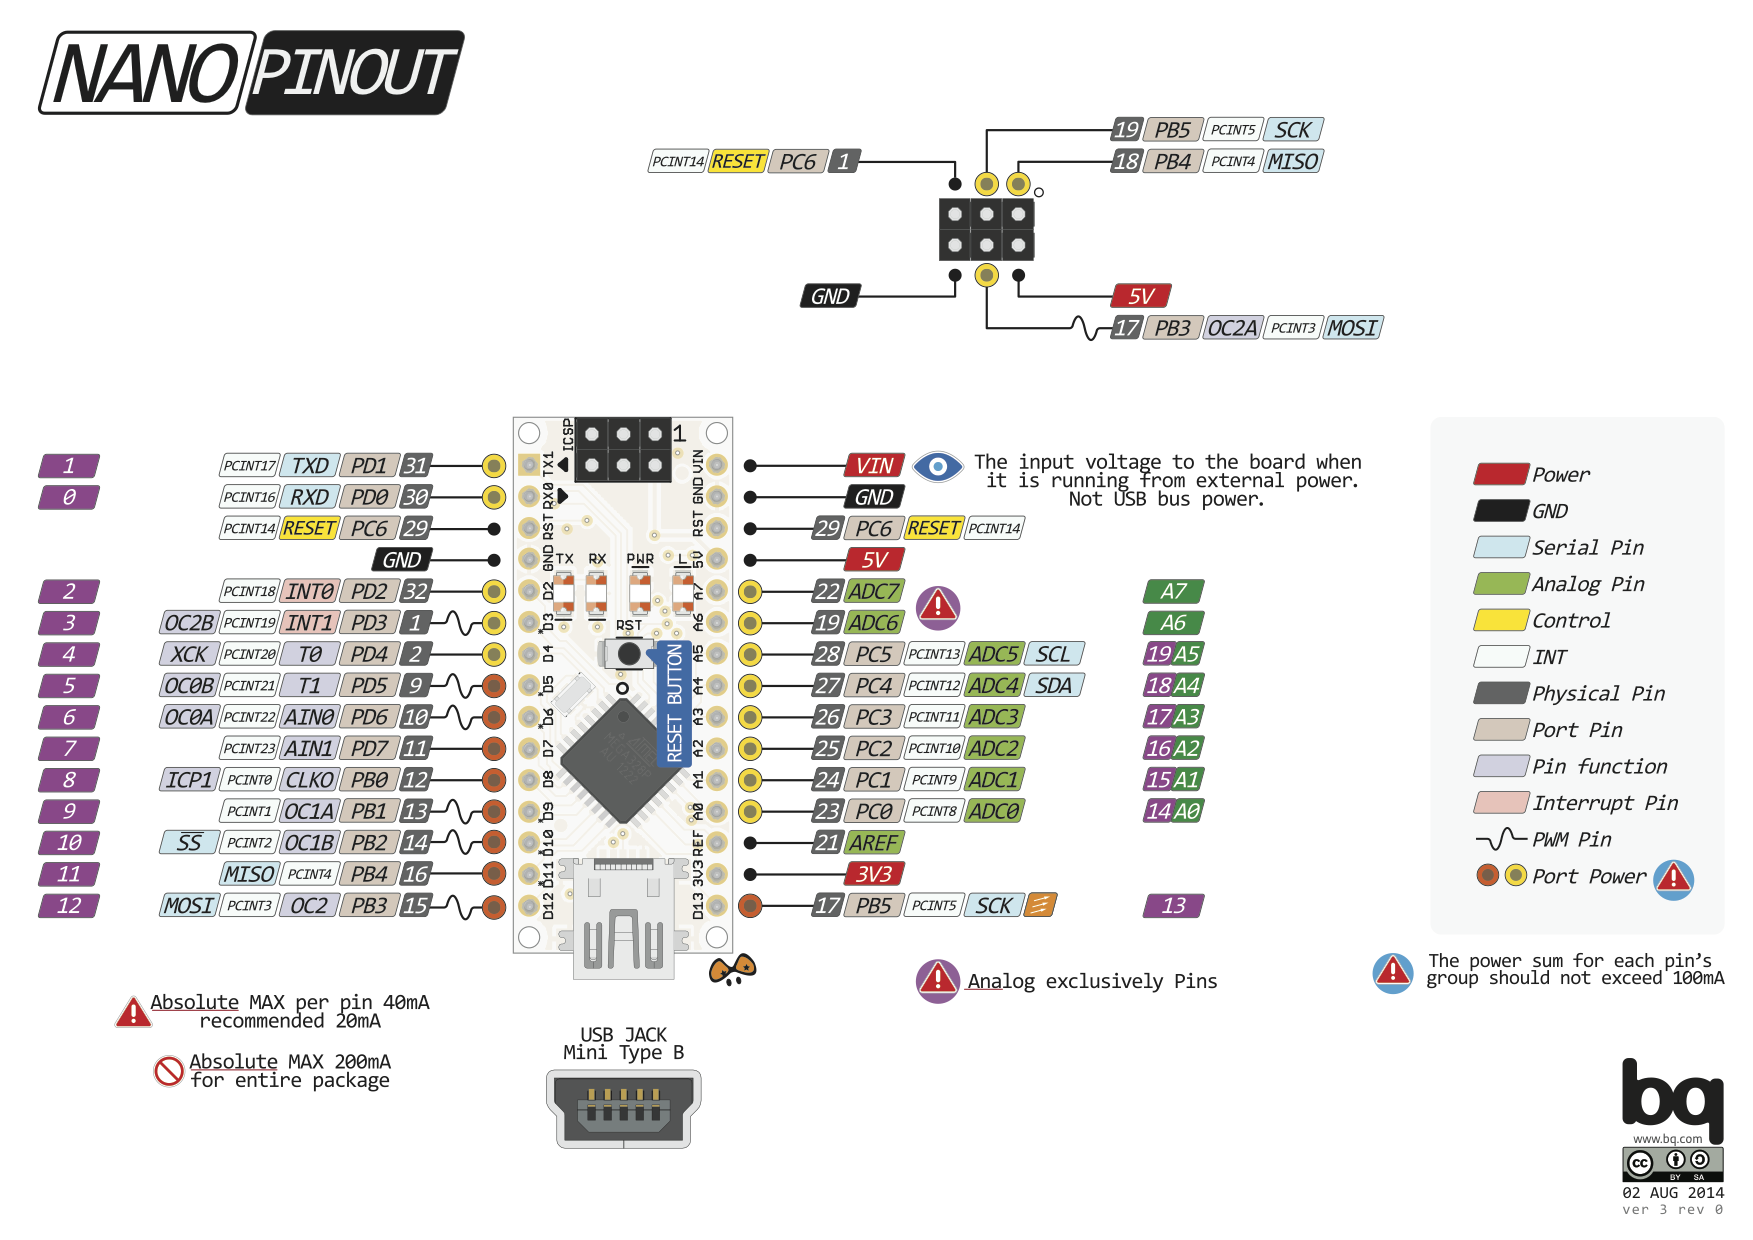 NANO PINOUT
19 PB5 PCINT5 SCK
PCINT14 RESET PC6 1
18 PB4 PCINT4 MISO
GND
5V
17 PB3 OC2A PCINT3 MOSI
ICSP
1
1 PCINT17 TXD PD1 31
0 PCINT16 RXD PD0 30
PCINT14 RESET PC6 29
GND
2 PCINT18 INT0 PD2 32
3 OC2B PCINT19 INT1 PD3 1
4 XCK PCINT20 T0 PD4 2
5 OC0B PCINT21 T1 PD5 9
6 OC0A PCINT22 AIN0 PD6 10
7 PCINT23 AIN1 PD7 11
8 ICP1 PCINT0 CLKO PB0 12
9 PCINT1 OC1A PB1 13
10 SS PCINT2 OC1B PB2 14
11 MISO PCINT4 PB4 16
12 MOSI PCINT3 OC2 PB3 15
TX1
RX0
RST
GND
D2
*D3
D4
*D5
*D6
D7
D8
*D9
*D10
*D11
D12
TX RX PWR L
RST
RESET BUTTON
VIN
GND
RST
5V
A7
A6
A5
A4
A3
A2
A1
A0
REF
3V3
D13
VIN
GND
29 PC6 RESET PCINT14
5V
22 ADC7 A7
19 ADC6 A6
28 PC5 PCINT13 ADC5 SCL 19 A5
27 PC4 PCINT12 ADC4 SDA 18 A4
26 PC3 PCINT11 ADC3 17 A3
25 PC2 PCINT10 ADC2 16 A2
24 PC1 PCINT9 ADC1 15 A1
23 PC0 PCINT8 ADC0 14 A0
21 AREF
3V3
17 PB5 PCINT5 SCK 13
The input voltage to the board when
it is running from external power.
Not USB bus power.
Power
GND
Serial Pin
Analog Pin
Control
INT
Physical Pin
Port Pin
Pin function
Interrupt Pin
PWM Pin
Port Power
The power sum for each pin's
group should not exceed 100mA
Analog exclusively Pins
Absolute MAX per pin 40mA
recommended 20mA
Absolute MAX 200mA
for entire package
USB JACK
Mini Type B
bq
www.bq.com
cc BY SA
02 AUG 2014
ver 3 rev 0